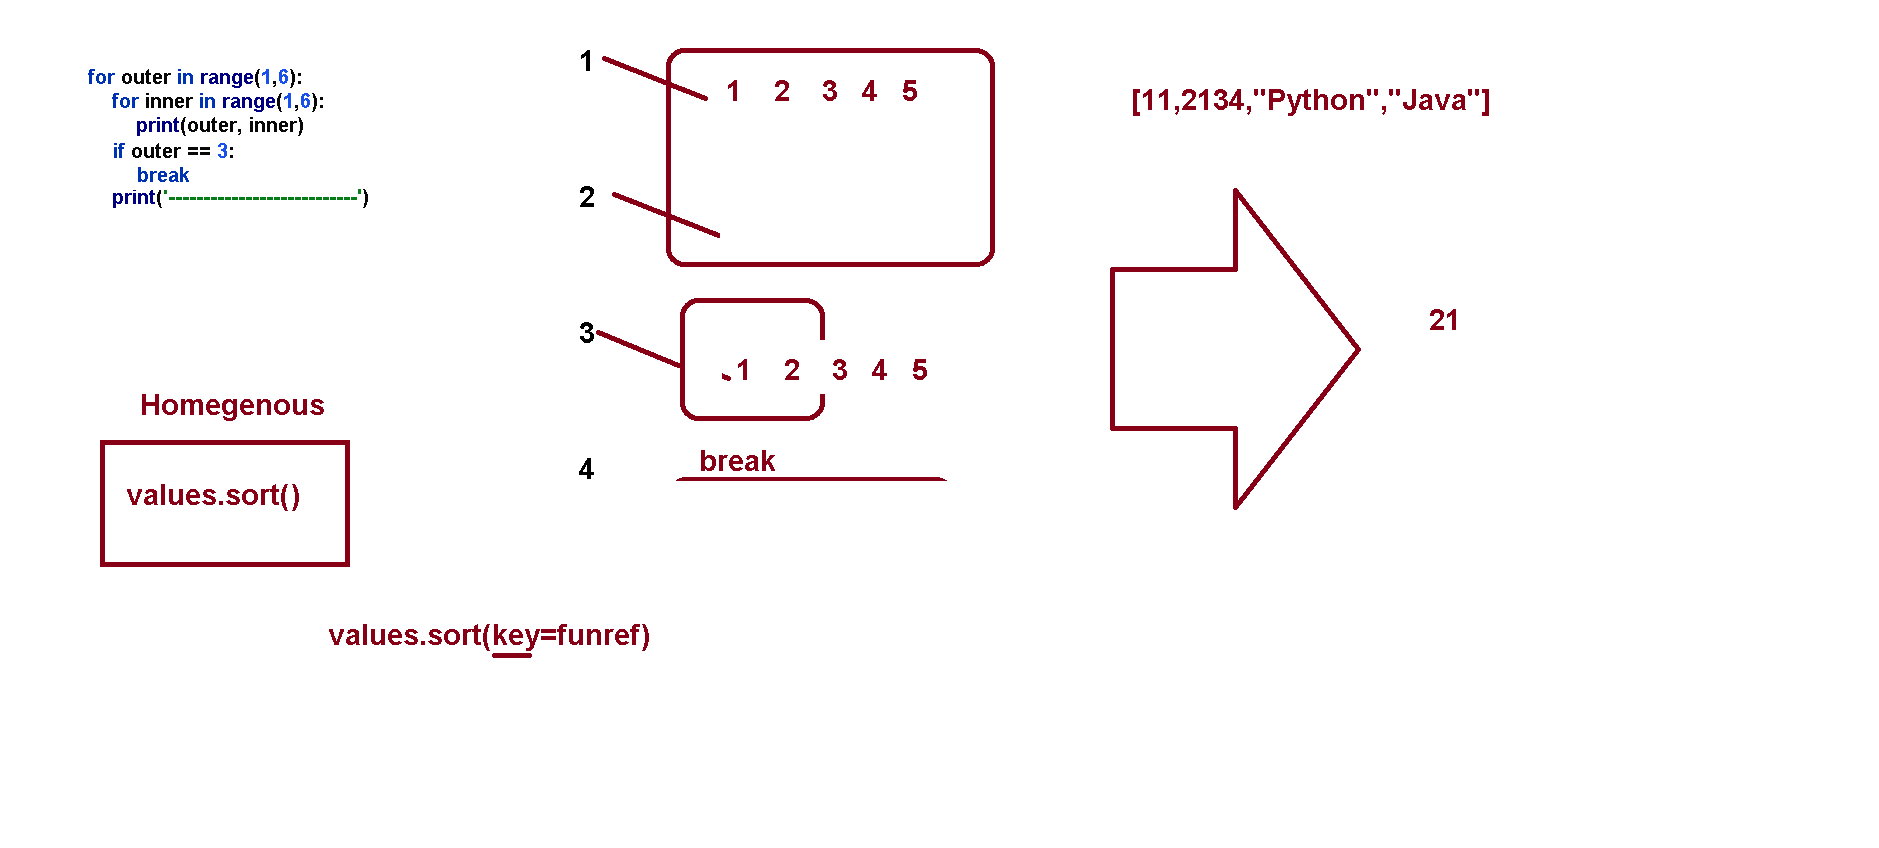 for outer in range(1,6):
    for inner in range(1,6):
        print(outer, inner)
    if outer == 3:
        break
    print('---------------------------')
1
1 2 3 4 5
2
3
1 2 3 4 5
4
break
[11,2134,"Python","Java"]
21
Homegenous
values.sort()
values.sort(key=funref)